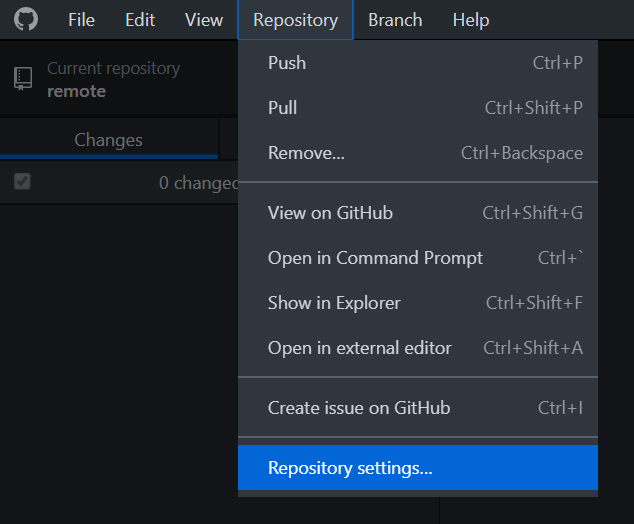 File Edit View Repository Branch Help
Current repository
remote
Changes
0 changed
Push Ctrl+P
Pull Ctrl+Shift+P
Remove... Ctrl+Backspace
View on GitHub Ctrl+Shift+G
Open in Command Prompt Ctrl+`
Show in Explorer Ctrl+Shift+F
Open in external editor Ctrl+Shift+A
Create issue on GitHub Ctrl+I
Repository settings...